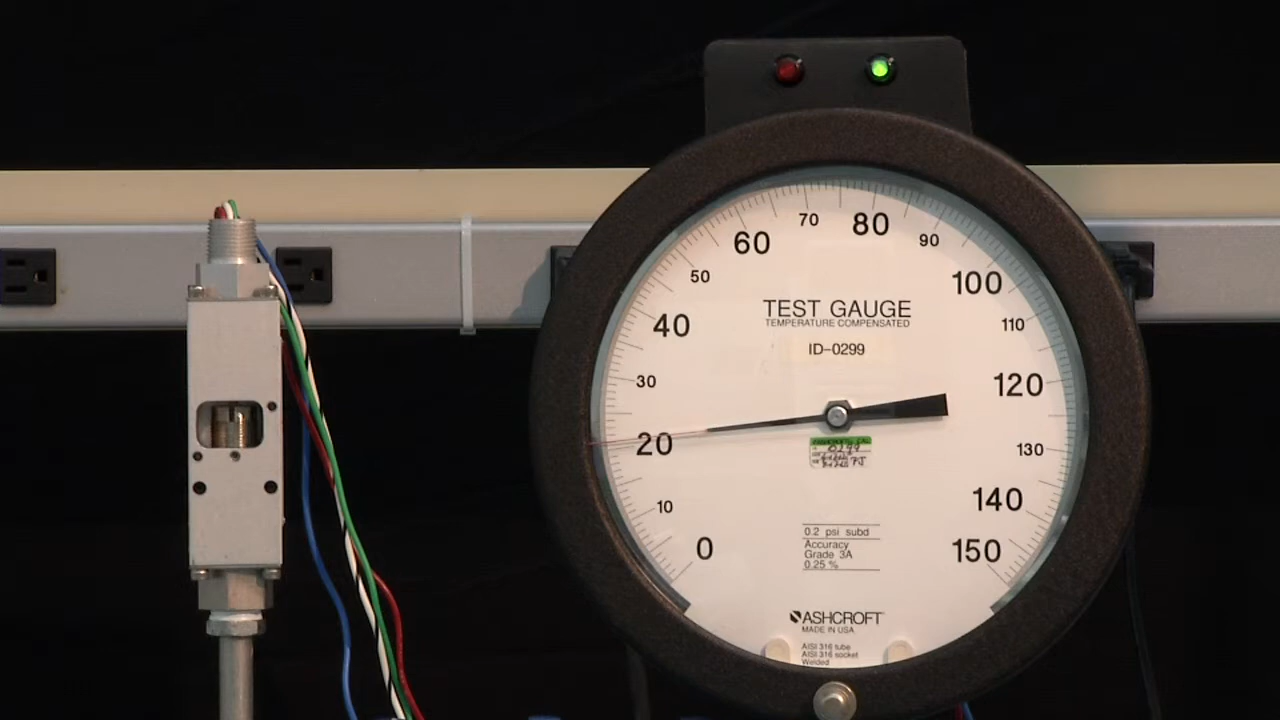 70
80
60
90
50
100
TEST GAUGE
TEMPERATURE COMPENSATED
40
110
ID-0299
30
120
20
130
10
140
0
150
0.2 psi subd
Accuracy
Grade 3A
0.25 %
ASHCROFT
MADE IN USA
AISI 316 tube
AISI 316 socket
Welded